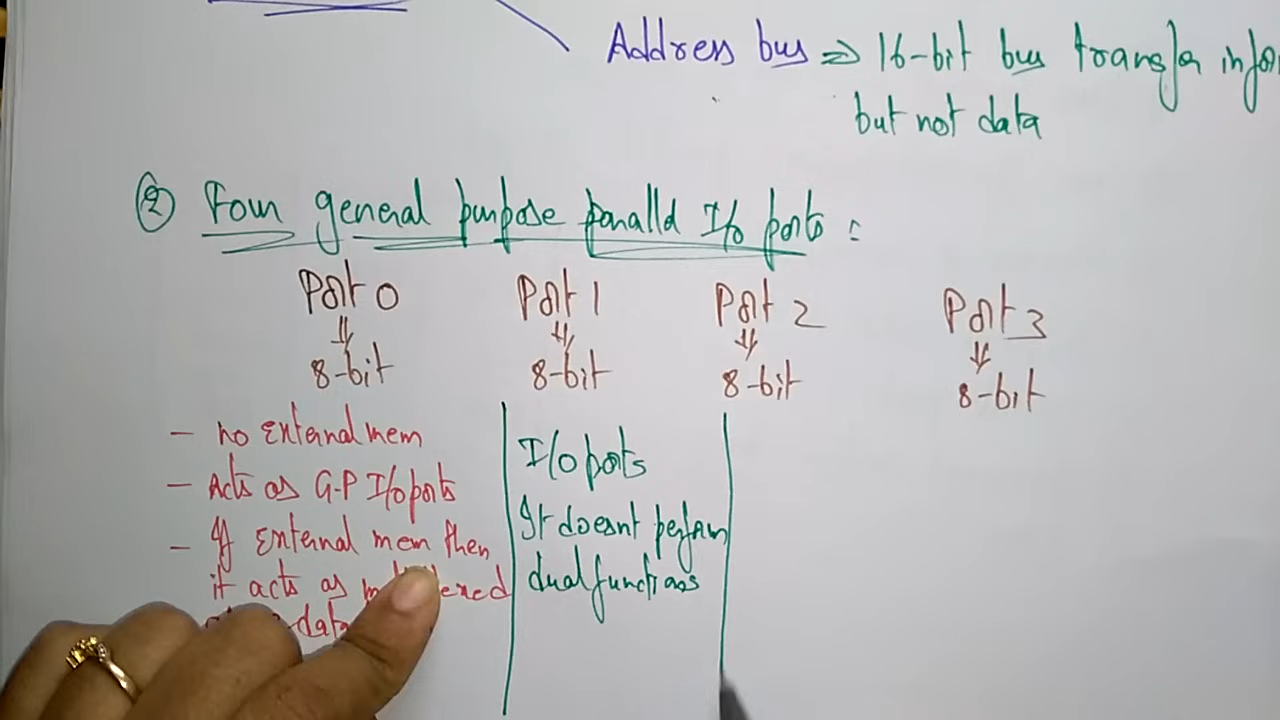 Address bus ⇒ 16-bit bus transfer infor
but not data
② Four general purpose parallel I/o ports :
Port 0
Port 1
Port 2
Port 3
8-bit
8-bit
8-bit
8-bit
- no External mem
- Acts as G-P I/o ports
- If External mem then
it acts as
data
I/o ports
It doesnt perform
dual functions